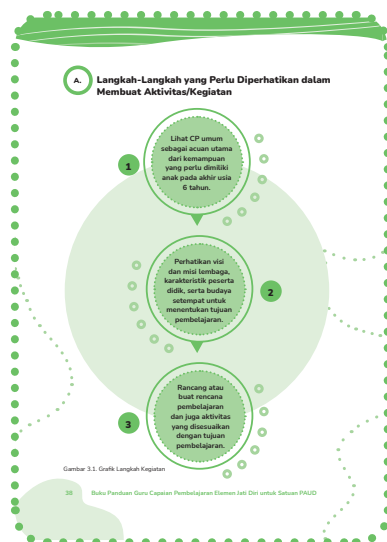 A. Langkah-Langkah yang Perlu Diperhatikan dalam
Membuat Aktivitas/Kegiatan
1
Lihat CP umum
sebagai acuan utama
dari kemampuan
yang perlu dimiliki
anak pada akhir usia
6 tahun.
Perhatikan visi
dan misi lembaga,
karakteristik peserta
didik, serta budaya
setempat untuk
menentukan tujuan
pembelajaran.
2
3
Rancang atau
buat rencana
pembelajaran
dan juga aktivitas
yang disesuaikan
dengan tujuan
pembelajaran.
Gambar 3.1. Grafik Langkah Kegiatan
38 Buku Panduan Guru Capaian Pembelajaran Elemen Jati Diri untuk Satuan PAUD